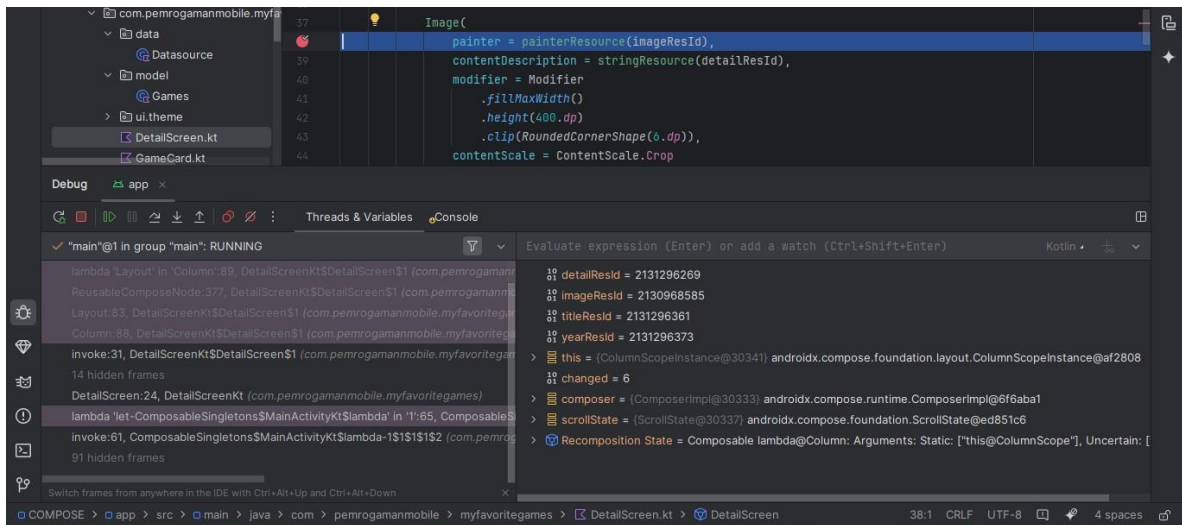 com.pemrogamanmobile.myfa
data
Datasource
model
Games
ui.theme
DetailScreen.kt
GameCard.kt
37 Image(
painter = painterResource(imageResId),
39 contentDescription = stringResource(detailResId),
40 modifier = Modifier
41 .fillMaxWidth()
42 .height(400.dp)
43 .clip(RoundedCornerShape(6.dp)),
44 contentScale = ContentScale.Crop
Debug app
Threads & Variables Console
"main"@1 in group "main": RUNNING
Evaluate expression (Enter) or add a watch (Ctrl+Shift+Enter) Kotlin
lambda 'Layout' in 'Column':89, DetailScreenKt$DetailScreen$1 (com.pemrogamanm
ReusableComposeNode:377, DetailScreenKt$DetailScreen$1 (com.pemrogamanmo
Layout:83, DetailScreenKt$DetailScreen$1 (com.pemrogamanmobile.myfavoritega
Column:88, DetailScreenKt$DetailScreen$1 (com.pemrogamanmobile.myfavoritega
invoke:31, DetailScreenKt$DetailScreen$1 (com.pemrogamanmobile.myfavoritegan
14 hidden frames
DetailScreen:24, DetailScreenKt (com.pemrogamanmobile.myfavoritegames)
lambda 'let-ComposableSingletons$MainActivityKt$lambda' in '1':65, ComposableS
invoke:61, ComposableSingletons$MainActivityKt$lambda-1$1$1$1$2 (com.pemrog
91 hidden frames
Switch frames from anywhere in the IDE with Ctrl+Alt+Up and Ctrl+Alt+Down
detailResId = 2131296269
imageResId = 2130968585
titleResId = 2131296361
yearResId = 2131296373
this = {ColumnScopeInstance@30341} androidx.compose.foundation.layout.ColumnScopeInstance@af2808
changed = 6
composer = {ComposerImpl@30333} androidx.compose.runtime.ComposerImpl@6f6aba1
scrollState = {ScrollState@30337} androidx.compose.foundation.ScrollState@ed851c6
Recomposition State = Composable lambda@Column: Arguments: Static: ["this@ColumnScope"], Uncertain: [
COMPOSE > app > src > main > java > com > pemrogamanmobile > myfavoritegames > DetailScreen.kt > DetailScreen 38:1 CRLF UTF-8 4 spaces